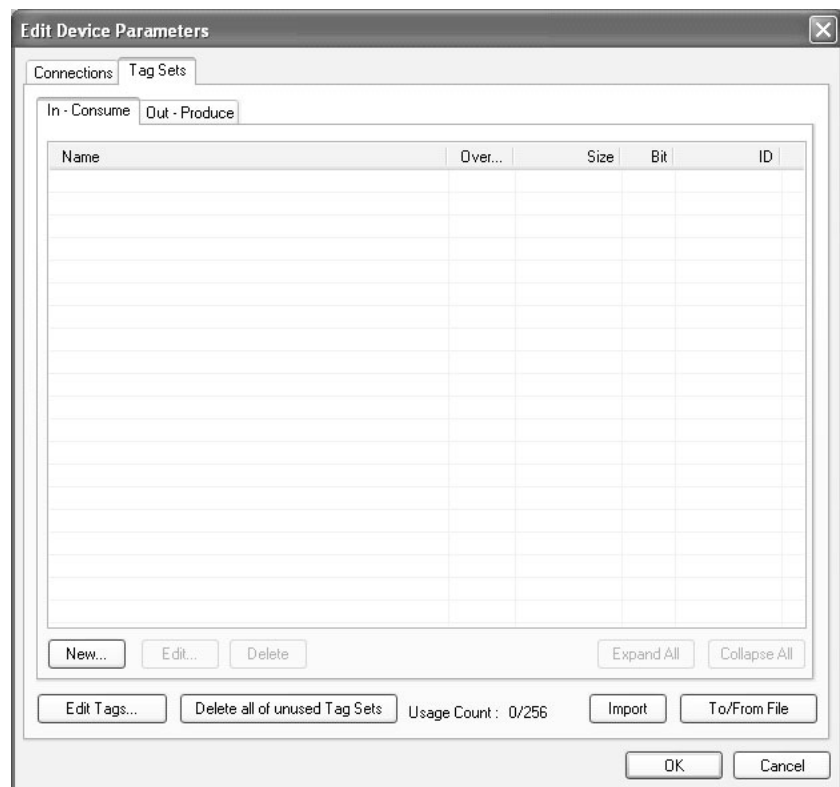 Edit Device Parameters
Connections Tag Sets
In - Consume Out - Produce
Name Over... Size Bit ID
New... Edit... Delete Expand All Collapse All
Edit Tags... Delete all of unused Tag Sets Usage Count : 0/256 Import To/From File
OK Cancel